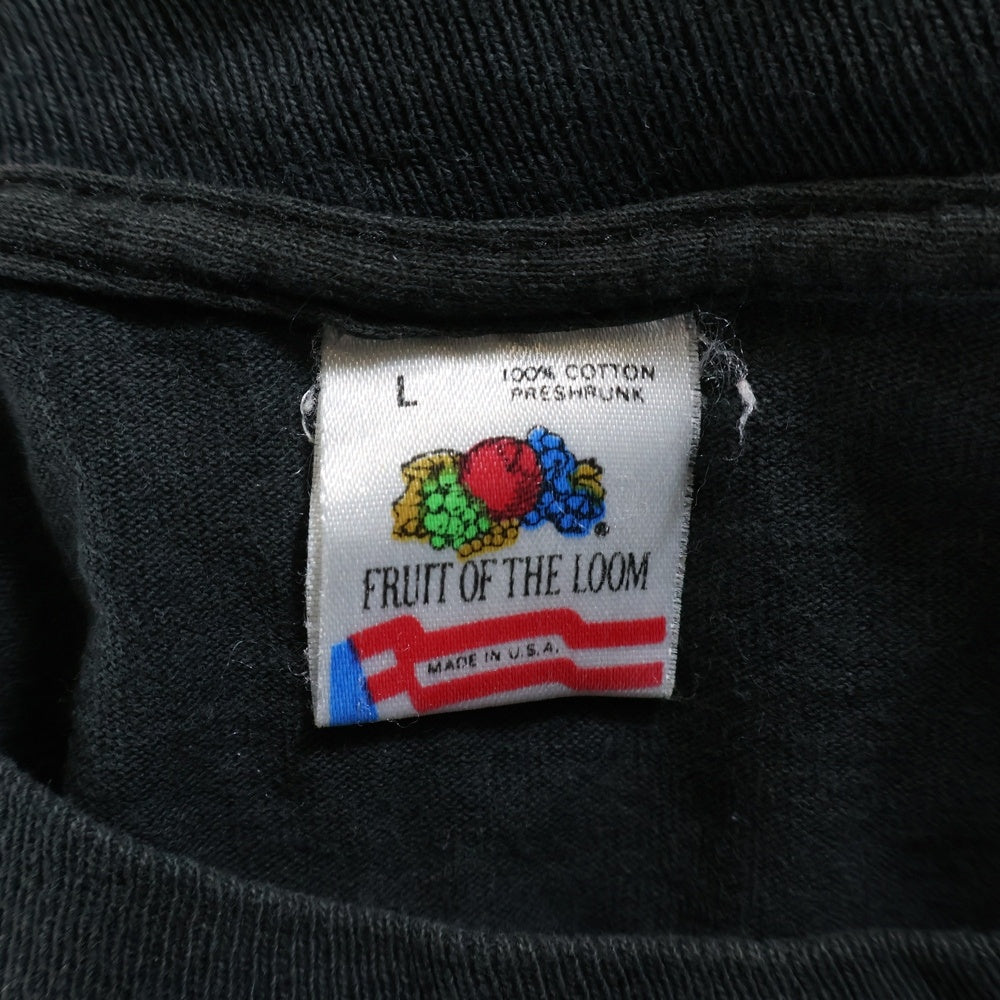 L
100% COTTON
PRESHRUNK
®
FRUIT OF THE LOOM
MADE IN U.S.A.